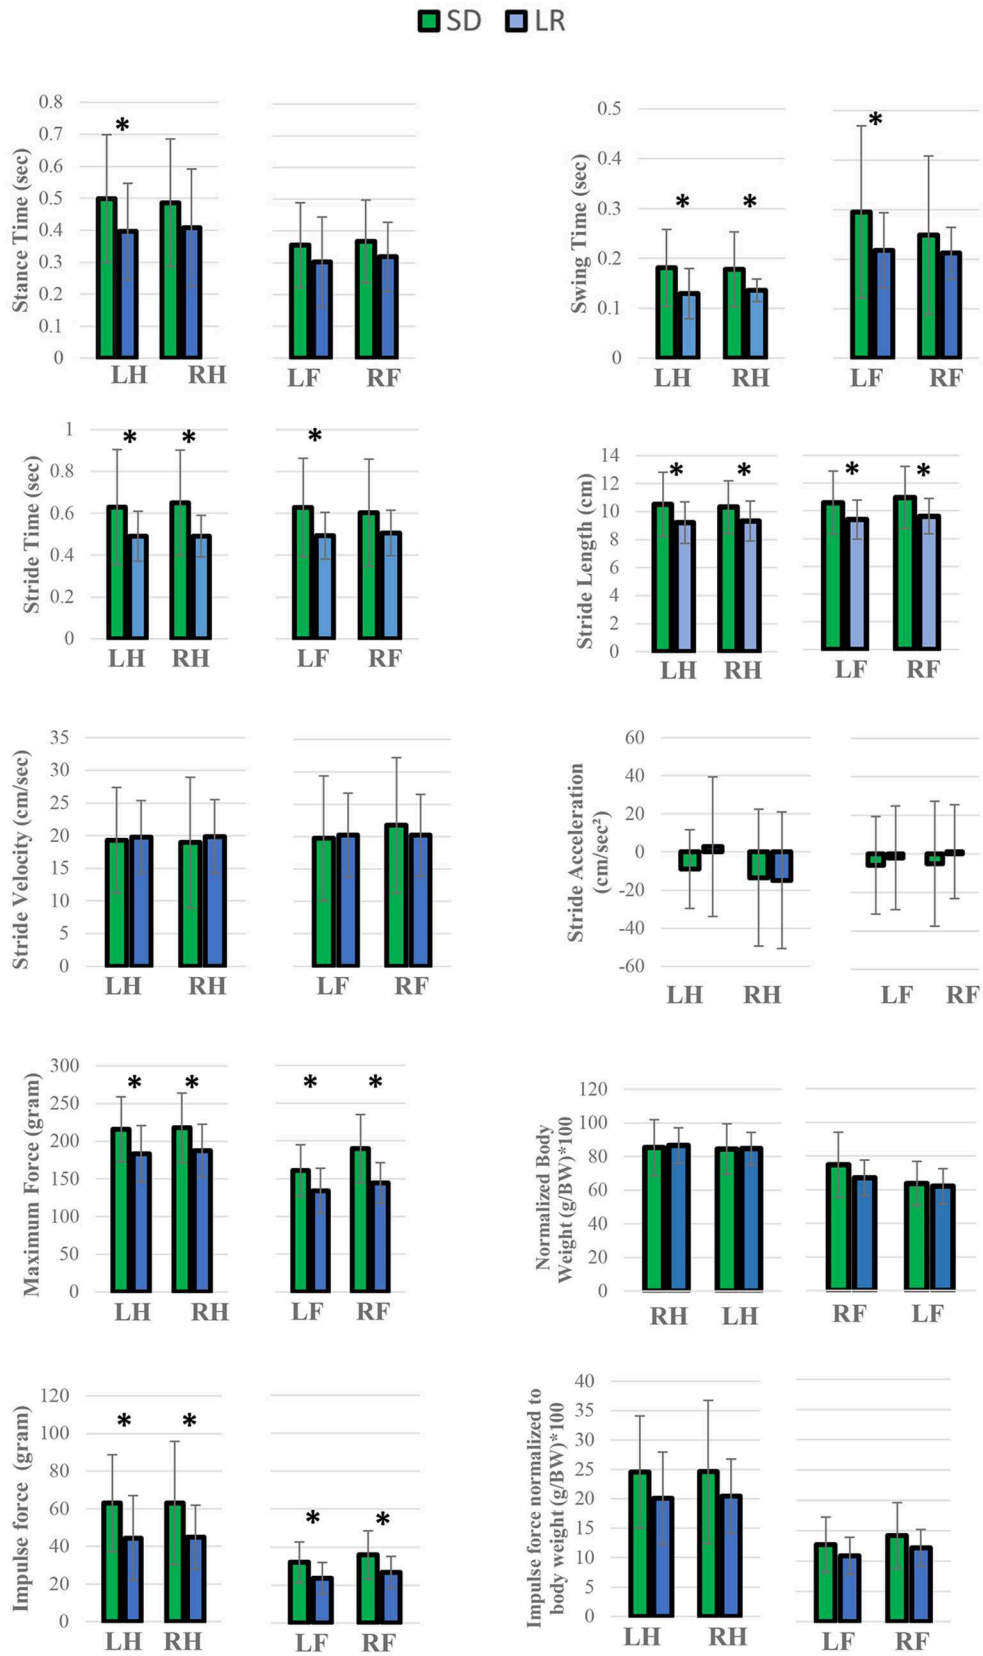 SD LR
0.8
0.7
0.6
0.5
0.4
0.3
0.2
0.1
0
Stance Time (sec)
*
LH RH
LF RF
0.5
0.4
0.3
0.2
0.1
0
Swing Time (sec)
* *
LH RH
*
LF RF
1
0.8
0.6
0.4
0.2
0
Stride Time (sec)
* *
LH RH
*
LF RF
14
12
10
8
6
4
2
0
Stride Length (cm)
* *
LH RH
* *
LF RF
35
30
25
20
15
10
5
0
Stride Velocity (cm/sec)
LH RH
LF RF
60
40
20
0
-20
-40
-60
Stride Acceleration
(cm/sec²)
LH RH
LF RF
300
250
200
150
100
50
0
Maximum Force (gram)
* *
LH RH
* *
LF RF
120
100
80
60
40
20
0
Normalized Body
Weight (g/BW)*100
RH LH
RF LF
120
100
80
60
40
20
0
Impulse force (gram)
* *
LH RH
* *
LF RF
40
35
30
25
20
15
10
5
0
Impulse force normalized to
body weight (g/BW)*100
LH RH
LF RF